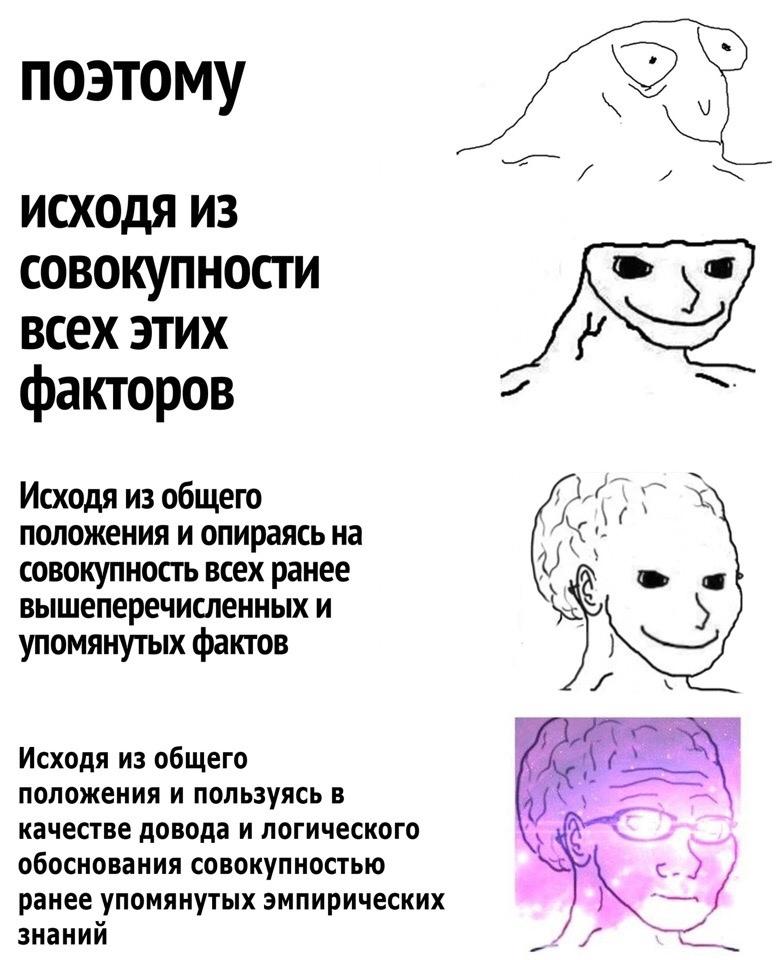 поэтому
исходя из
совокупности
всех этих
факторов
Исходя из общего
положения и опираясь на
совокупность всех ранее
вышеперечисленных и
упомянутых фактов
Исходя из общего
положения и пользуясь в
качестве довода и логического
обоснования совокупностью
ранее упомянутых эмпирических
знаний